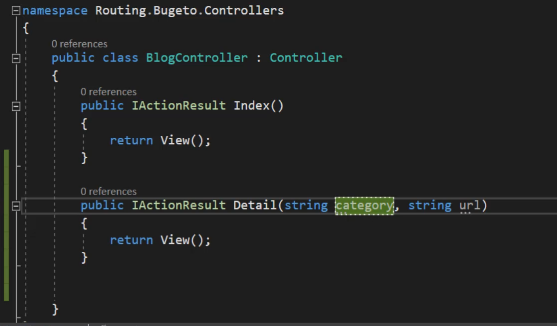 namespace Routing.Bugeto.Controllers
{
0 references
public class BlogController : Controller
{
0 references
public IActionResult Index()
{
return View();
}
0 references
public IActionResult Detail(string category, string url)
{
return View();
}
}